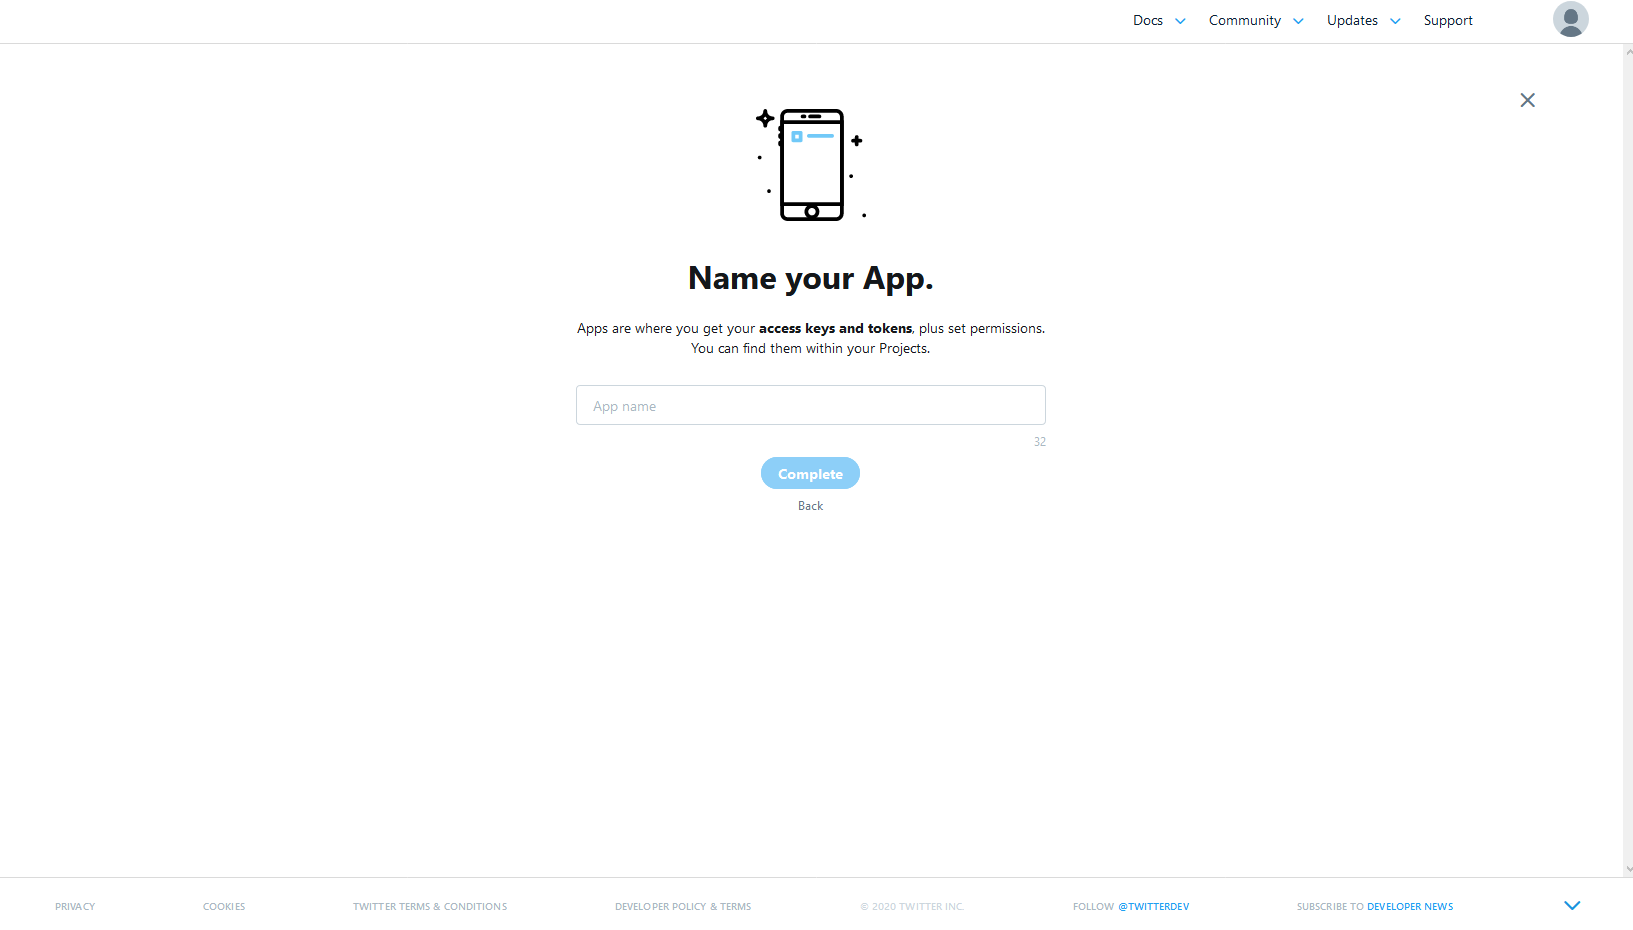 Docs Community Updates Support
Name your App.
Apps are where you get your access keys and tokens, plus set permissions.
You can find them within your Projects.
App name
32
Complete
Back
PRIVACY COOKIES TWITTER TERMS & CONDITIONS DEVELOPER POLICY & TERMS © 2020 TWITTER INC. FOLLOW @TWITTERDEV SUBSCRIBE TO DEVELOPER NEWS